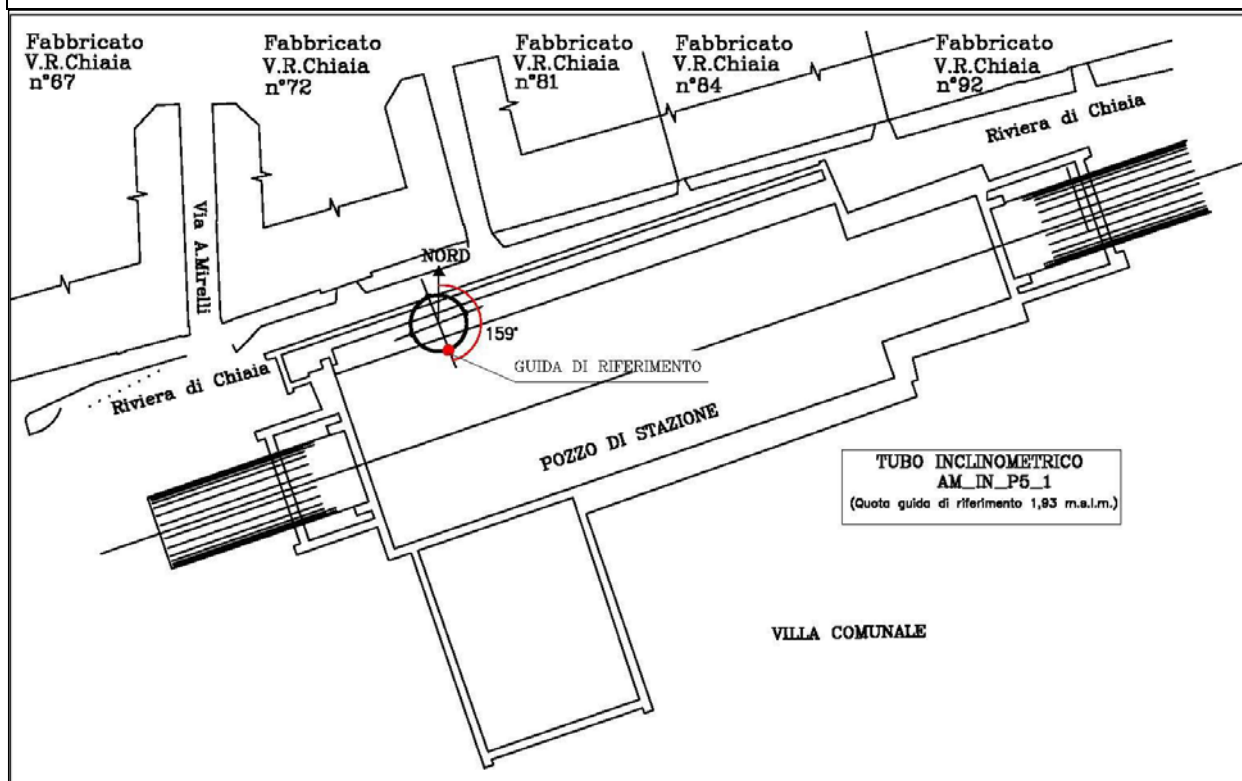 Fabbricato
V.R.Chiaia
n°67
Fabbricato
V.R.Chiaia
n°72
Fabbricato
V.R.Chiaia
n°81
Fabbricato
V.R.Chiaia
n°84
Fabbricato
V.R.Chiaia
n°92
Riviera di Chiaia
Via A.Mirelli
NORD
159°
GUIDA DI RIFERIMENTO
Riviera di Chiaia
POZZO DI STAZIONE
TUBO INCLINOMETRICO
AM_IN_P5_1
(Quota guida di riferimento 1,93 m.s.l.m.)
VILLA COMUNALE